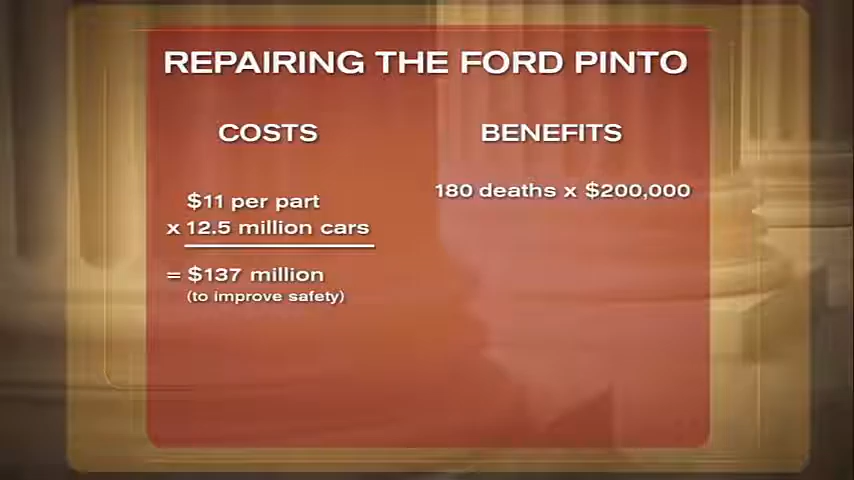 REPAIRING THE FORD PINTO
COSTS
BENEFITS
$11 per part
x 12.5 million cars
= $137 million
(to improve safety)
180 deaths x $200,000